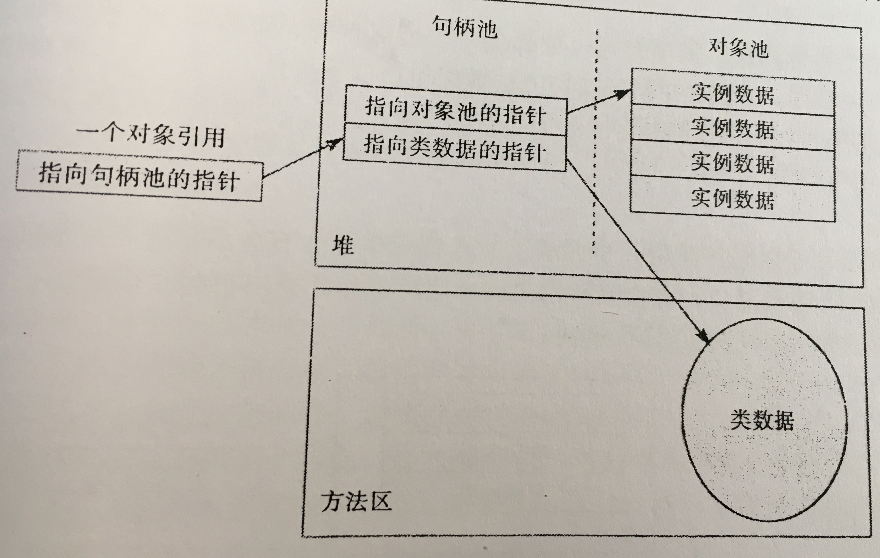 句柄池
对象池
指向对象池的指针
指向类数据的指针
实例数据
实例数据
实例数据
实例数据
一个对象引用
指向句柄池的指针
堆
类数据
方法区